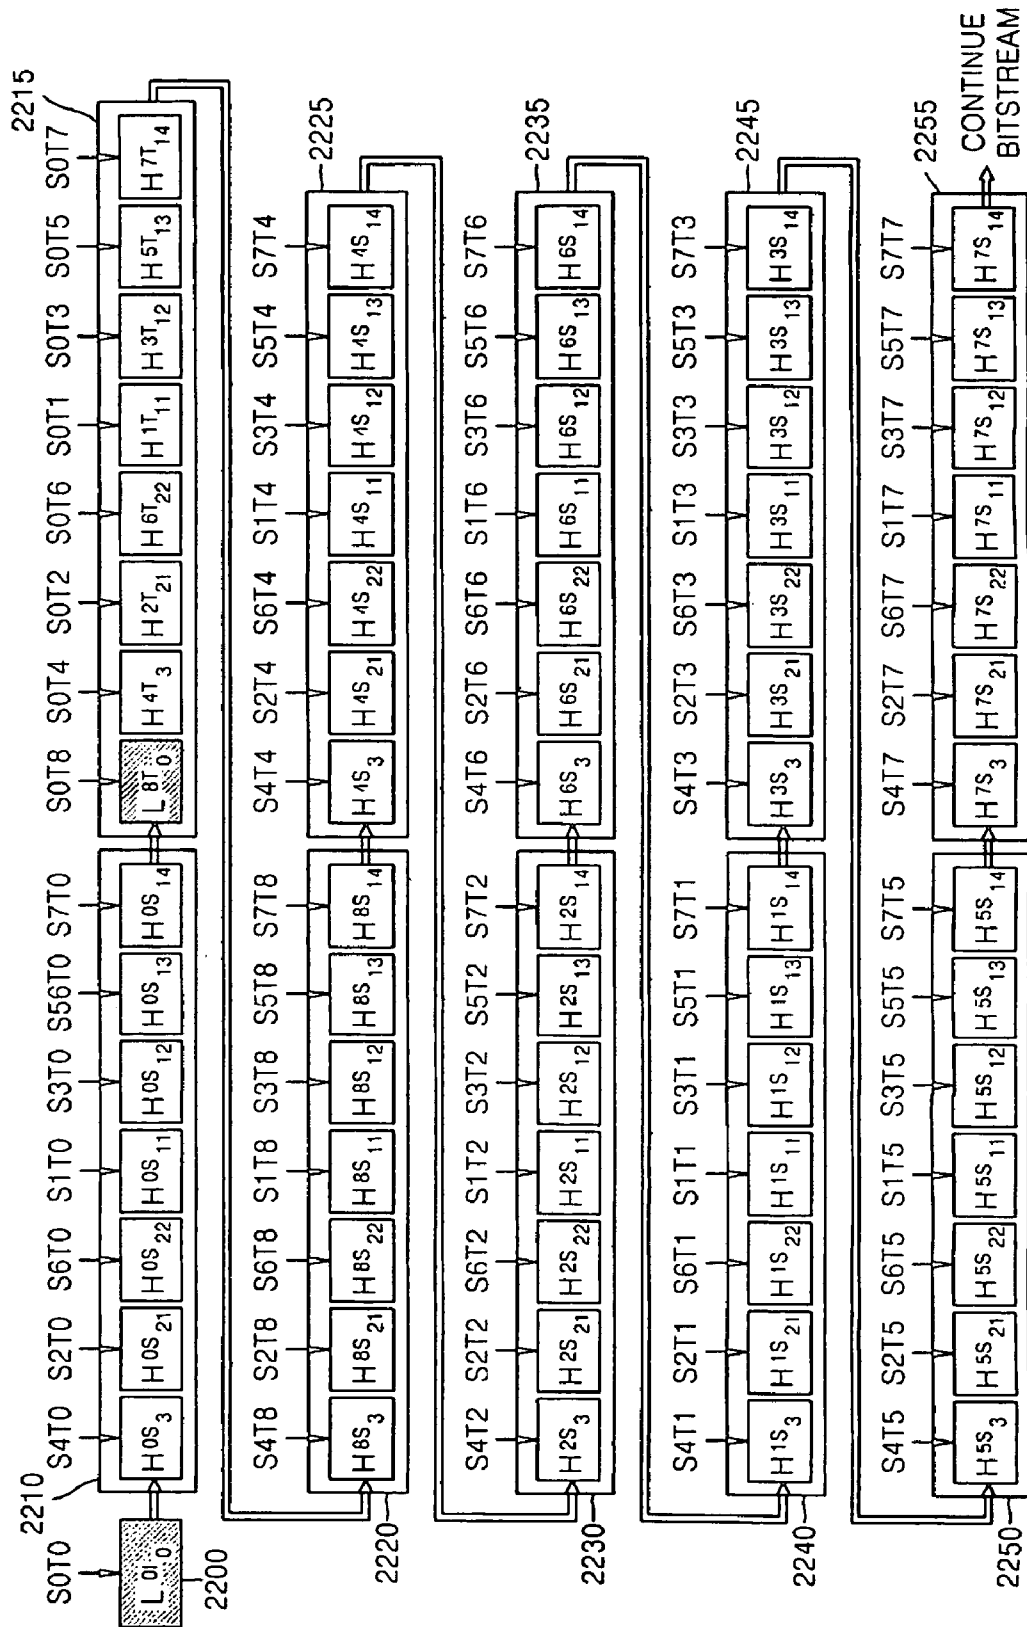 S0T0
L0I0
2200
2210
S4T0 S2T0 S6T0 S1T0 S3T0 S56T0 S7T0
H0S3 H0S21 H0S22 H0S11 H0S12 H0S13 H0S14
2215
S0T8 S0T4 S0T2 S0T6 S0T1 S0T3 S0T5 S0T7
L8T0 H4T3 H2T21 H6T22 H1T11 H3T12 H5T13 H7T14
2220
S4T8 S2T8 S6T8 S1T8 S3T8 S5T8 S7T8
H8S3 H8S21 H8S22 H8S11 H8S12 H8S13 H8S14
2225
S4T4 S2T4 S6T4 S1T4 S3T4 S5T4 S7T4
H4S3 H4S21 H4S22 H4S11 H4S12 H4S13 H4S14
2230
S4T2 S2T2 S6T2 S1T2 S3T2 S5T2 S7T2
H2S3 H2S21 H2S22 H2S11 H2S12 H2S13 H2S14
2235
S4T6 S2T6 S6T6 S1T6 S3T6 S5T6 S7T6
H6S3 H6S21 H6S22 H6S11 H6S12 H6S13 H6S14
2240
S4T1 S2T1 S6T1 S1T1 S3T1 S5T1 S7T1
H1S3 H1S21 H1S22 H1S11 H1S12 H1S13 H1S14
2245
S4T3 S2T3 S6T3 S1T3 S3T3 S5T3 S7T3
H3S3 H3S21 H3S22 H3S11 H3S12 H3S13 H3S14
2250
S4T5 S2T5 S6T5 S1T5 S3T5 S5T5 S7T5
H5S3 H5S21 H5S22 H5S11 H5S12 H5S13 H5S14
2255
S4T7 S2T7 S6T7 S1T7 S3T7 S5T7 S7T7
H7S3 H7S21 H7S22 H7S11 H7S12 H7S13 H7S14
CONTINUE
BITSTREAM